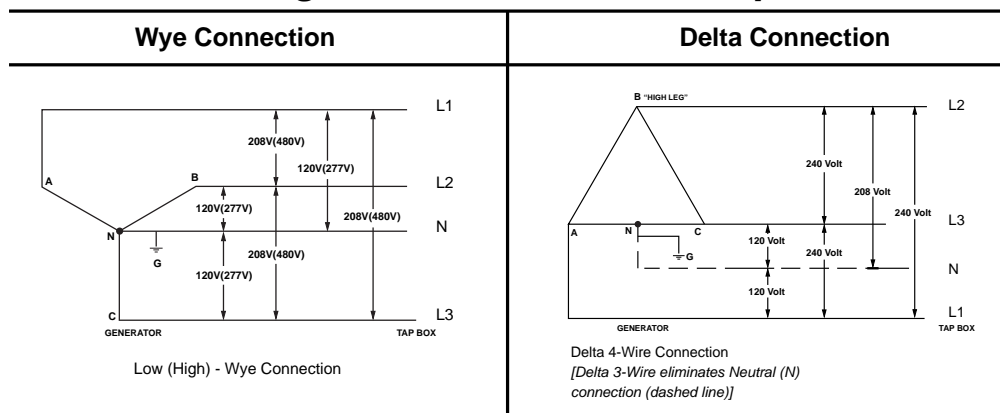 Wye Connection
L1
208V(480V)
120V(277V)
A
B
L2
120V(277V)
208V(480V)
N
N
208V(480V)
G
120V(277V)
C
L3
GENERATOR
TAP BOX
Low (High) - Wye Connection
Delta Connection
B "HIGH LEG"
L2
240 Volt
208 Volt
240 Volt
L3
A
N
C
120 Volt
240 Volt
G
N
120 Volt
L1
GENERATOR
TAP BOX
Delta 4-Wire Connection
[Delta 3-Wire eliminates Neutral (N)
connection (dashed line)]